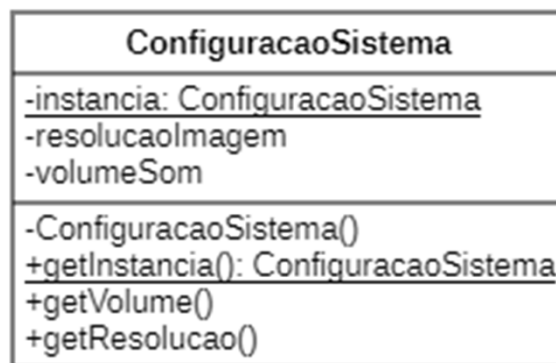 ConfiguracaoSistema
-instancia: ConfiguracaoSistema
-resolucaoImagem
-volumeSom
-ConfiguracaoSistema()
+getInstancia(): ConfiguracaoSistema
+getVolume()
+getResolucao()